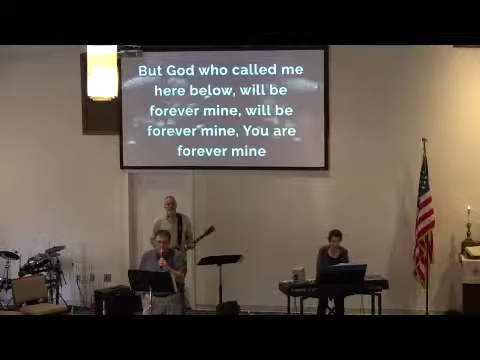 But God who called me
here below, will be
forever mine, will be
forever mine, You are
forever mine